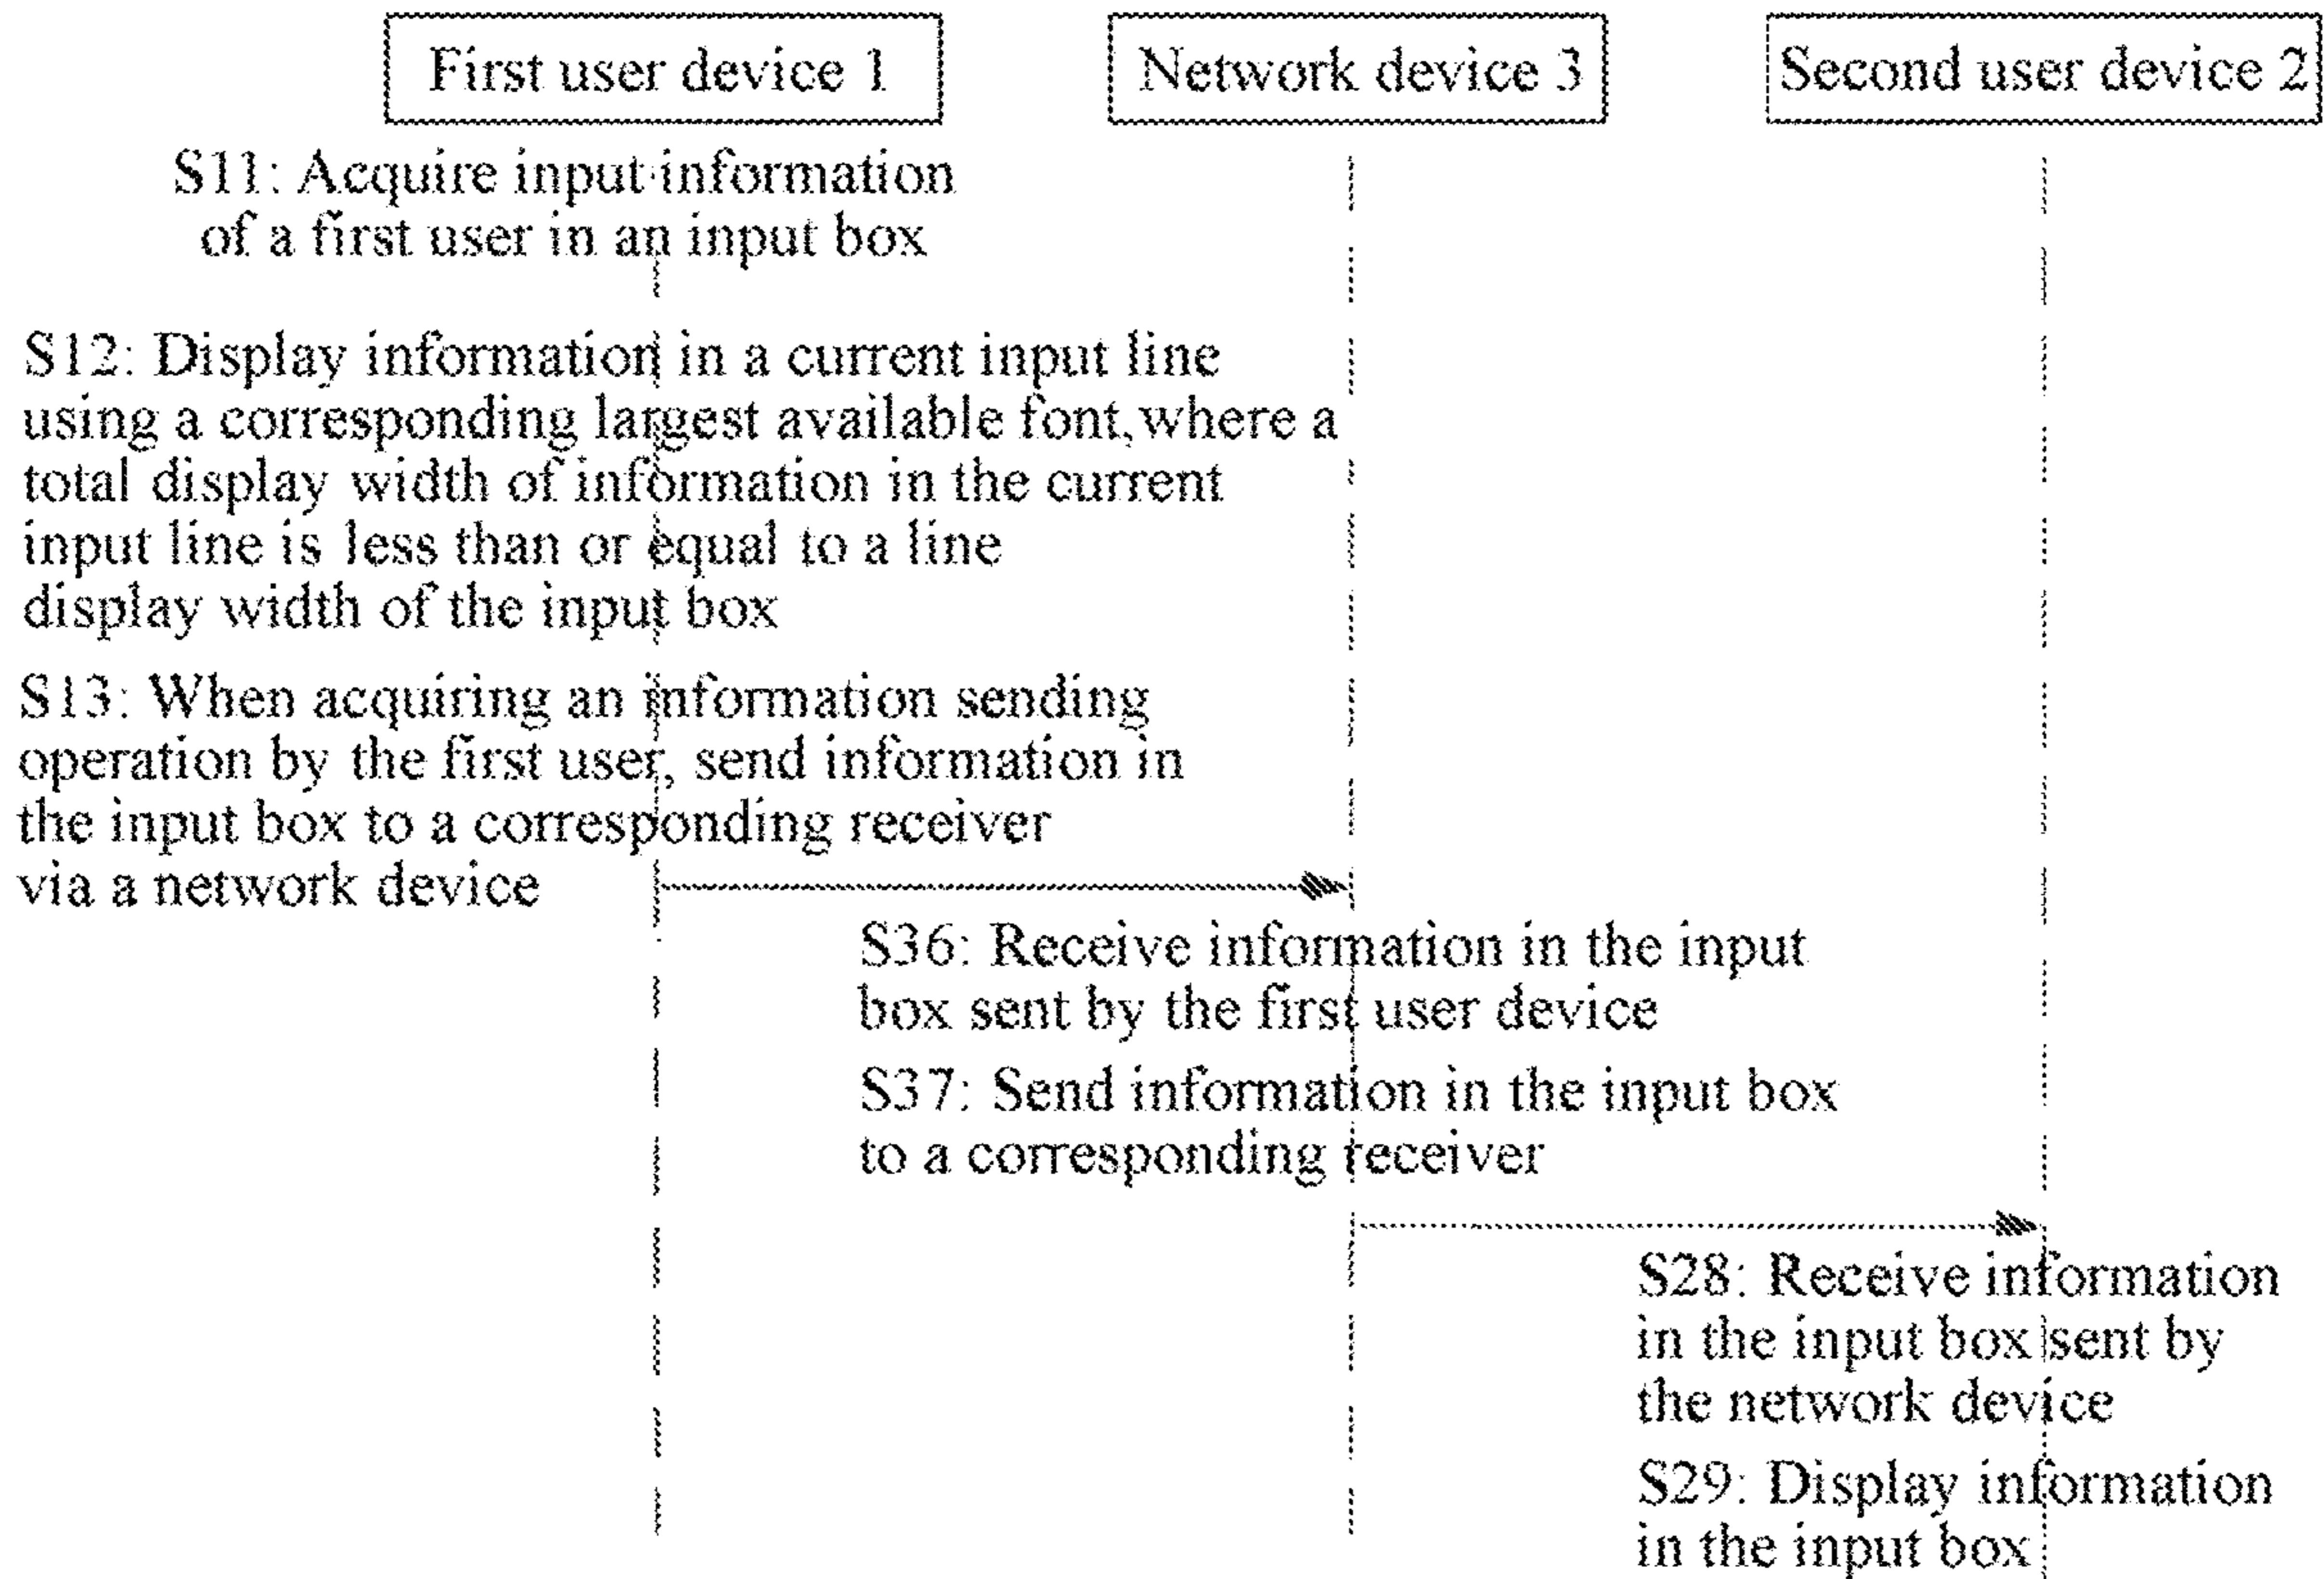 First user device 1
Network device 3
Second user device 2
S11: Acquire input information
of a first user in an input box
S12: Display information in a current input line
using a corresponding largest available font, where a
total display width of information in the current
input line is less than or equal to a line
display width of the input box
S13: When acquiring an information sending
operation by the first user, send information in
the input box to a corresponding receiver
via a network device
S36: Receive information in the input
box sent by the first user device
S37: Send information in the input box
to a corresponding receiver
S28: Receive information
in the input box sent by
the network device
S29: Display information
in the input box